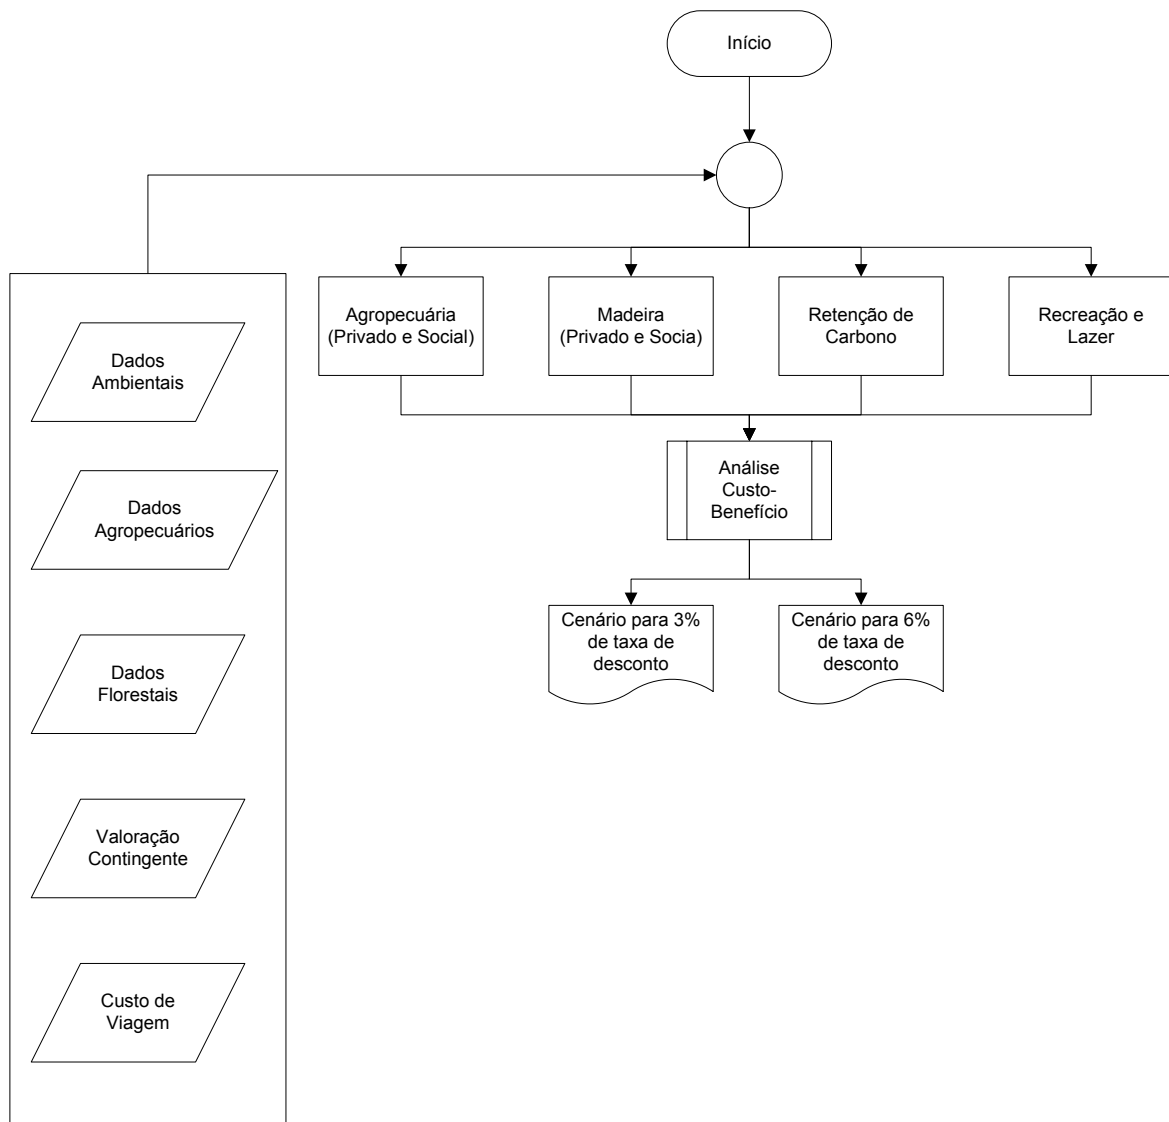 Início
Agropecuária
(Privado e Social)
Madeira
(Privado e Socia)
Retenção de
Carbono
Recreação e
Lazer
Dados
Ambientais
Análise
Custo-
Benefício
Dados
Agropecuários
Cenário para 3%
de taxa de
desconto
Cenário para 6%
de taxa de
desconto
Dados
Florestais
Valoração
Contingente
Custo de
Viagem